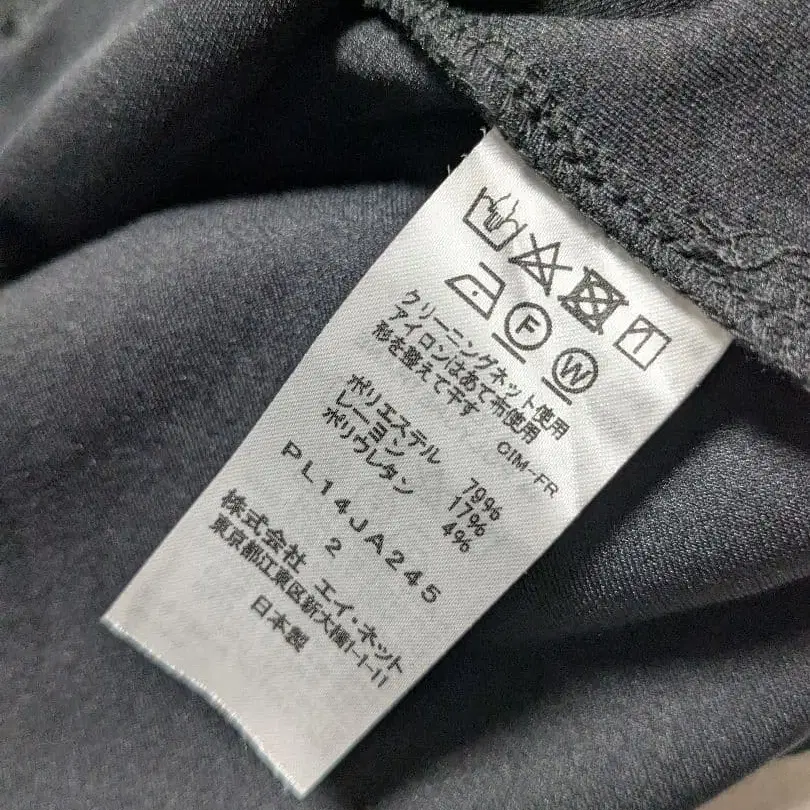 F W
クリーニングネット使用
アイロンはあて布使用
形を整えて干す
CIM-FR
ポリエステル 79%
レーヨン 17%
ポリウレタン 4%
PL14JA245
2
株式会社 エイ・ネット
東京都江東区新大橋1-1-11
日本製